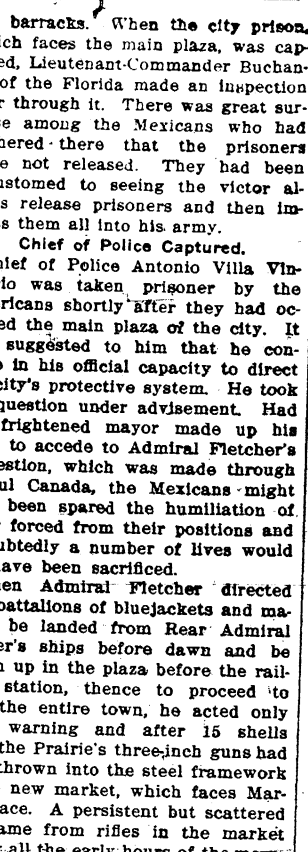 barracks. When the city prison,
ich faces the main plaza, was cap-
ed, Lieutenant-Commander Buchan-
of the Florida made an inspection
r through it. There was great sur-
se among the Mexicans who had
hered there that the prisoners
e not released. They had been
ustomed to seeing the victor al-
s release prisoners and then im-
s them all into his army.
Chief of Police Captured.
hief of Police Antonio Villa Vin-
io was taken prisoner by the
ricans shortly after they had oc-
ed the main plaza of the city. It
suggested to him that he con-
e in his official capacity to direct
city's protective system. He took
question under advisement. Had
frightened mayor made up his
to accede to Admiral Fletcher's
estion, which was made through
ul Canada, the Mexicans might
been spared the humiliation of
forced from their positions and
ubtedly a number of lives would
have been sacrificed.
hen Admiral Fletcher directed
battalions of bluejackets and ma-
be landed from Rear Admiral
er's ships before dawn and be
n up in the plaza before the rail-
station, thence to proceed to
the entire town, he acted only
warning and after 15 shells
the Prairie's three-inch guns had
thrown into the steel framework
new market, which faces Mar-
ace. A persistent but scattered
ame from rifles in the market
all the early hours of the